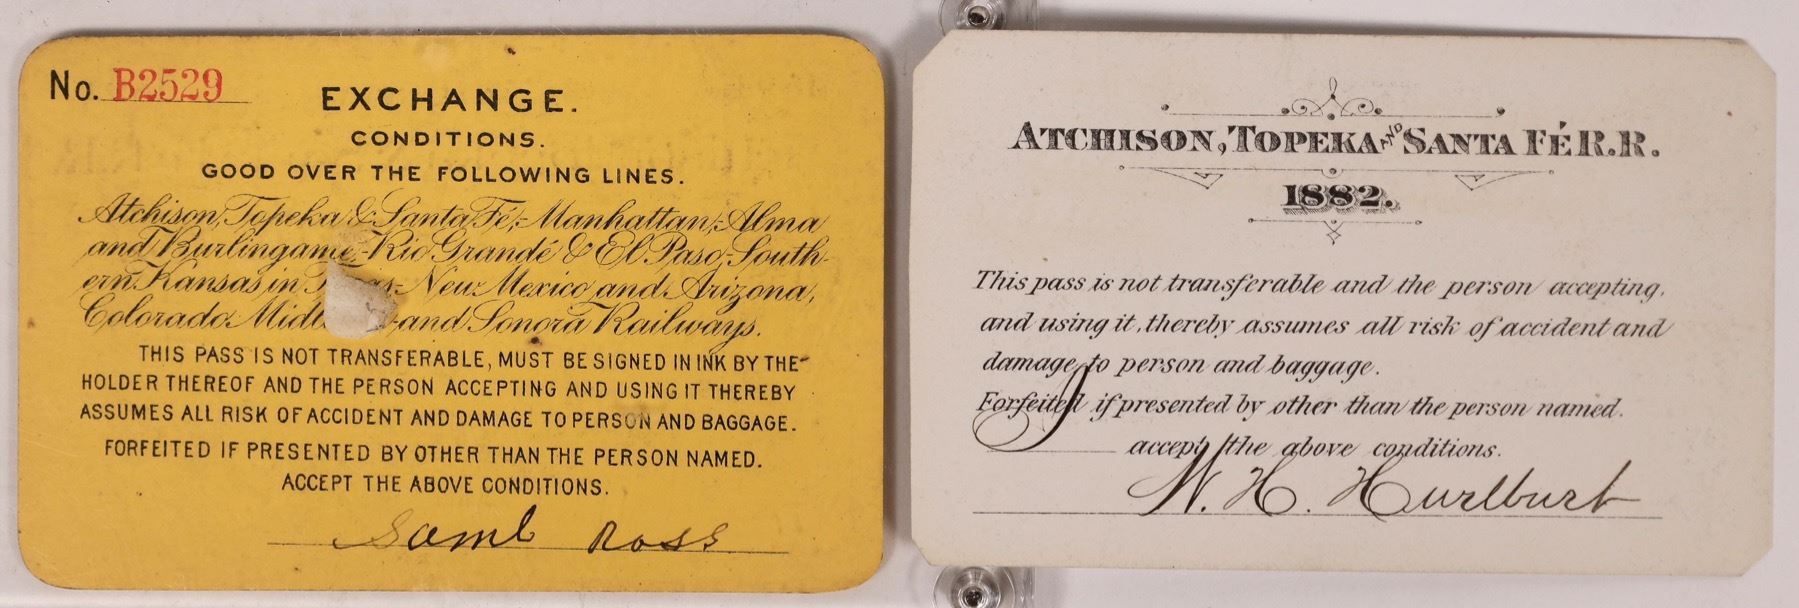 No. B2529
EXCHANGE.
CONDITIONS.
GOOD OVER THE FOLLOWING LINES.
Atchison, Topeka & Santa Fé,-Manhattan, Alma
and Burlingame,-Rio Grandé & El Paso,-South-
ern Kansas in -New Mexico and Arizona,
Colorado -and Sonora Railways.
THIS PASS IS NOT TRANSFERABLE, MUST BE SIGNED IN INK BY THE
HOLDER THEREOF AND THE PERSON ACCEPTING AND USING IT THEREBY
ASSUMES ALL RISK OF ACCIDENT AND DAMAGE TO PERSON AND BAGGAGE.
FORFEITED IF PRESENTED BY OTHER THAN THE PERSON NAMED.
ACCEPT THE ABOVE CONDITIONS.
Saml Ross
ATCHISON, TOPEKA AND SANTA FÉ R.R.
1882.
This pass is not transferable and the person accepting,
and using it, thereby assumes all risk of accident and
damage to person and baggage.
Forfeited if presented by other than the person named.
I accept the above conditions.
W. H. Hurlburt